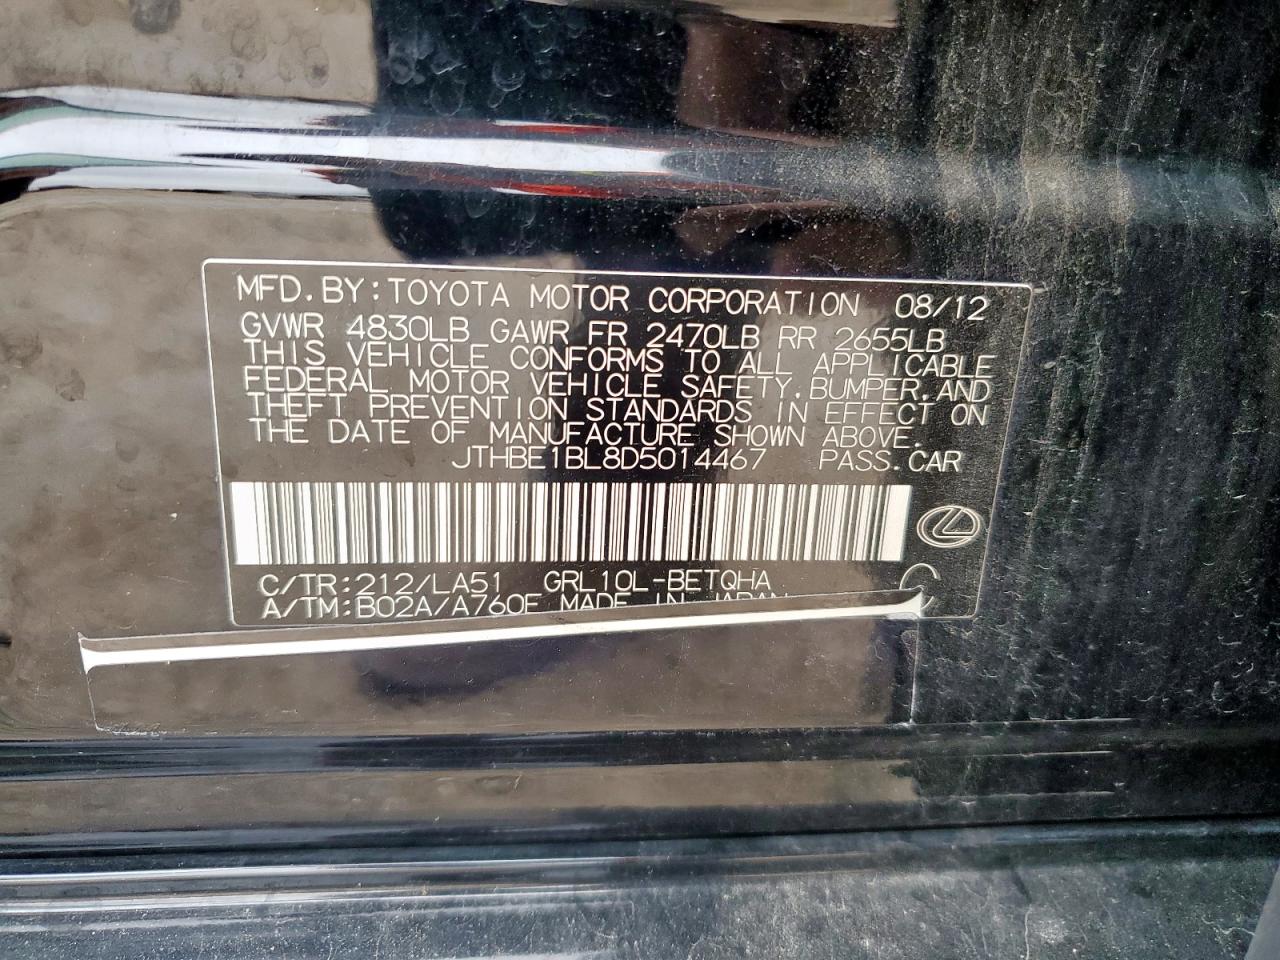 MFD.BY:TOYOTA MOTOR CORPORATION 08/12
GVWR 4830LB GAWR FR 2470LB RR 2655LB
THIS VEHICLE CONFORMS TO ALL APPLICABLE
FEDERAL MOTOR VEHICLE SAFETY,BUMPER,AND
THEFT PREVENTION STANDARDS IN EFFECT ON
THE DATE OF MANUFACTURE SHOWN ABOVE.
JTHBE1BL8D5014467 PASS.CAR
C/TR:212/LA51 GRL10L-BETQHA
A/TM:B02A/A760E MADE IN JAPAN